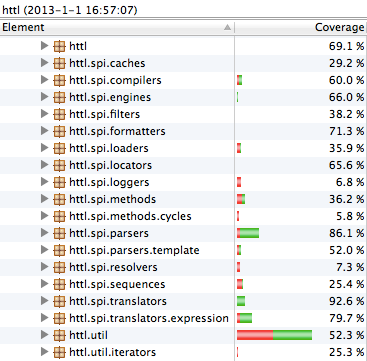 httl (2013-1-1 16:57:07)
Element Coverage
httl 69.1 %
httl.spi.caches 29.2 %
httl.spi.compilers 60.0 %
httl.spi.engines 66.0 %
httl.spi.filters 38.2 %
httl.spi.formatters 71.3 %
httl.spi.loaders 35.9 %
httl.spi.locators 65.6 %
httl.spi.loggers 6.8 %
httl.spi.methods 36.2 %
httl.spi.methods.cycles 5.8 %
httl.spi.parsers 86.1 %
httl.spi.parsers.template 52.0 %
httl.spi.resolvers 7.3 %
httl.spi.sequences 25.4 %
httl.spi.translators 92.6 %
httl.spi.translators.expression 79.7 %
httl.util 52.3 %
httl.util.iterators 25.3 %